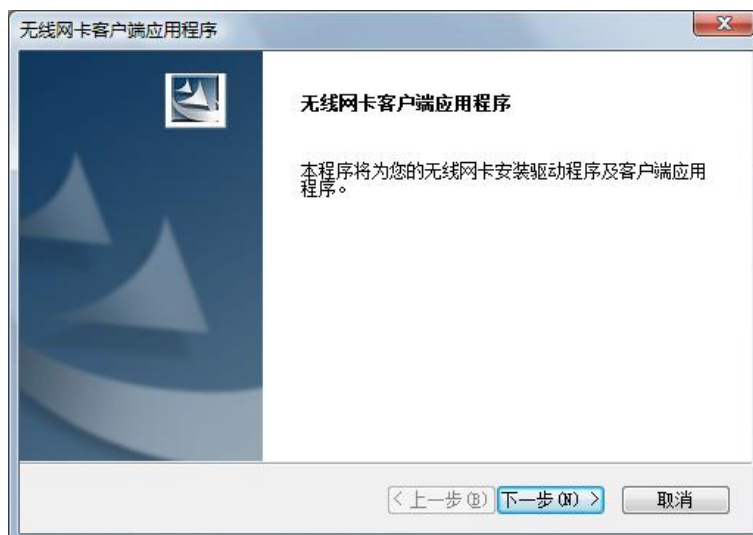 无线网卡客户端应用程序
无线网卡客户端应用程序
本程序将为您的无线网卡安装驱动程序及客户端应用
程序。
< 上一步(B) 下一步(N) > 取消